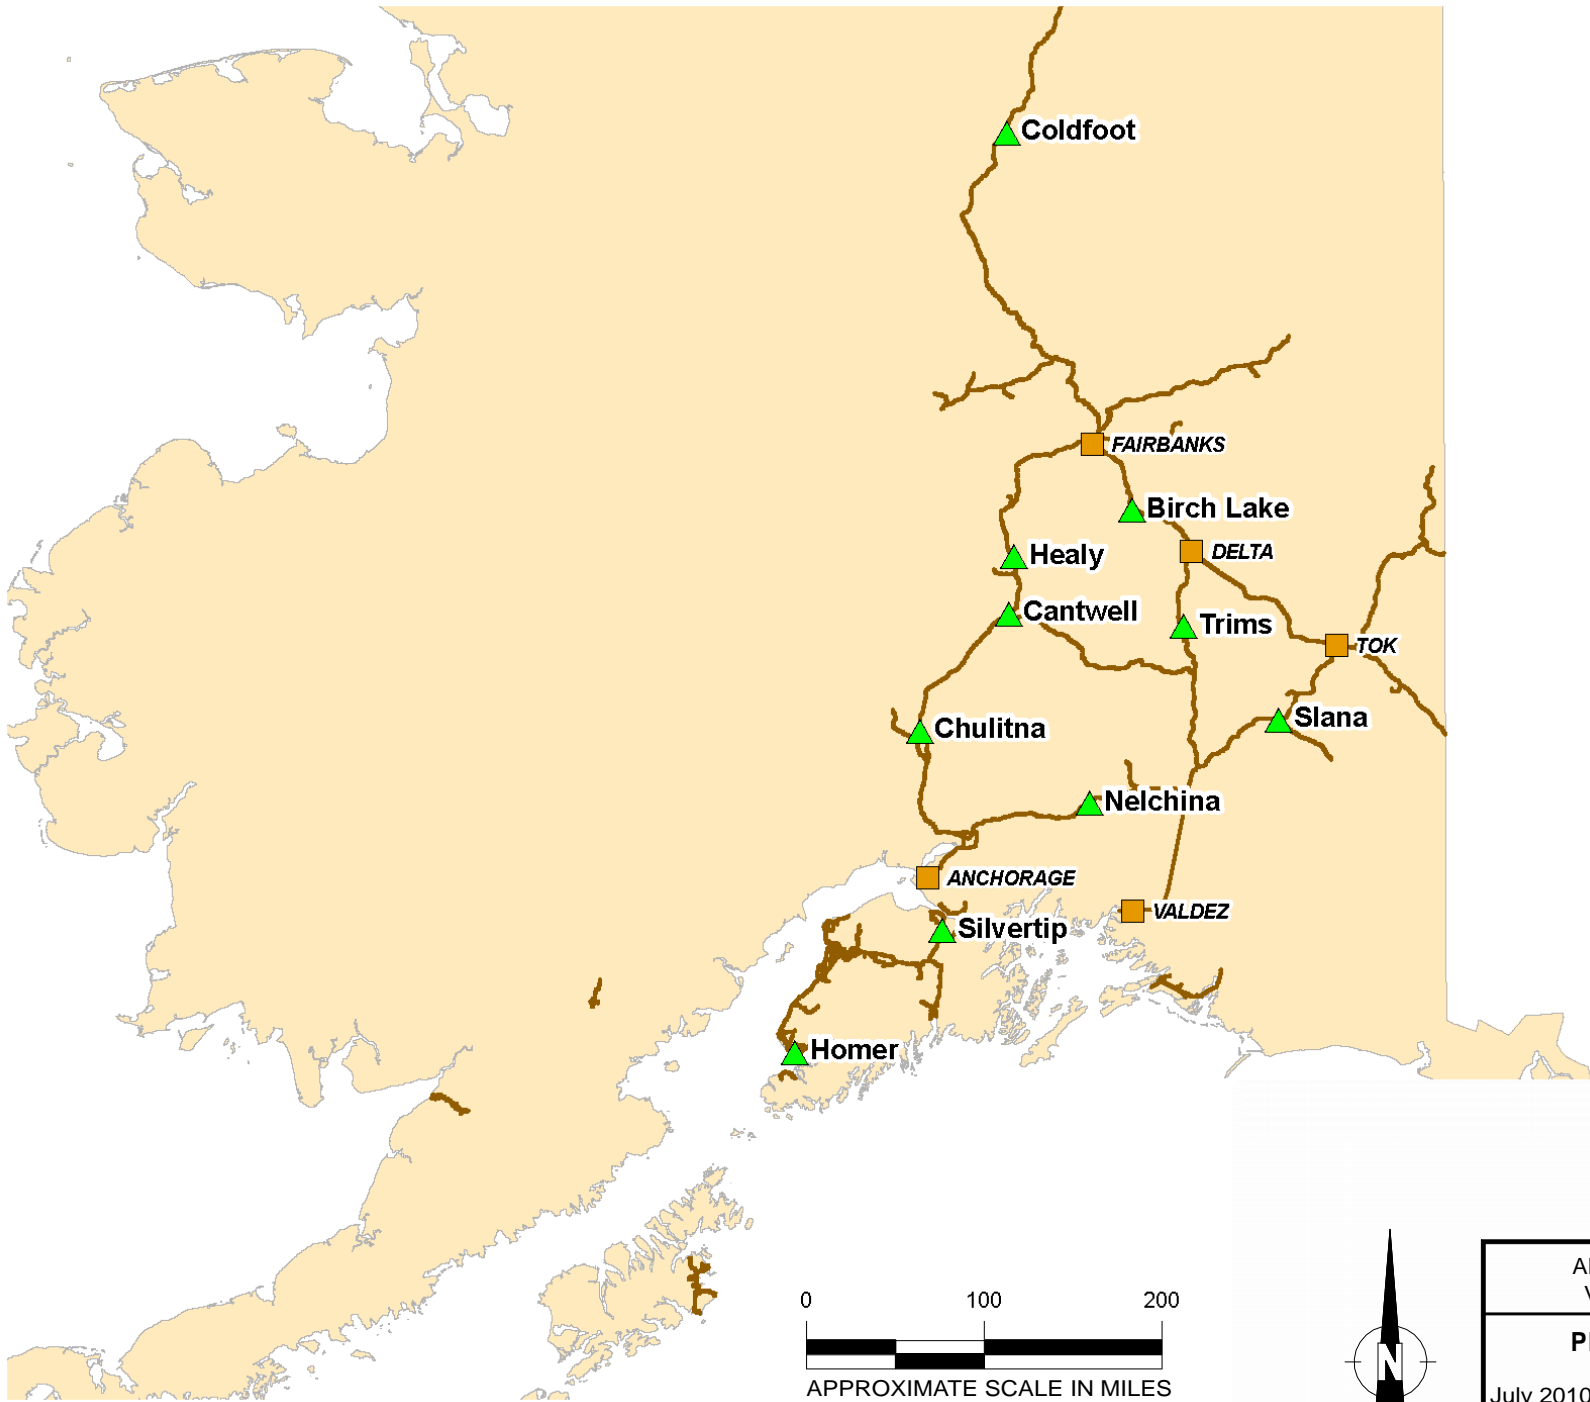 Coldfoot
FAIRBANKS
Birch Lake
DELTA
Healy
Cantwell
Trims
TOK
Slana
Chulitna
Nelchina
ANCHORAGE
VALDEZ
Silvertip
Homer
0 100 200
APPROXIMATE SCALE IN MILES
N
July 2010